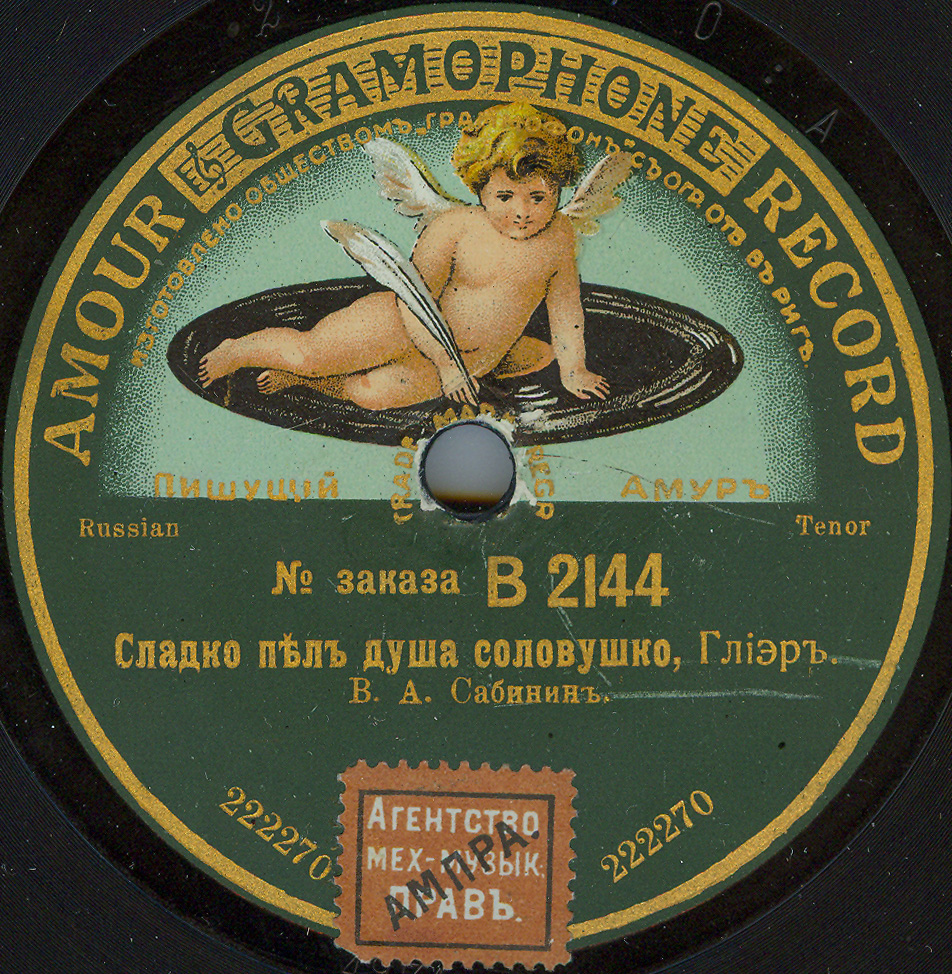 AMOUR GRAMOPHONE RECORD
ИЗГОТОВЛЕНО ОБЩЕСТВОМЪ „ГРАММОФОНЪ“ СЪ ОГР. ОТВ. ВЪ РИГѢ.
TRADE MARK REGR
ПИШУЩІЙ АМУРЪ
Russian Tenor
№ заказа B 2144
Сладко пѣлъ душа соловушко, Гліэръ.
В. А. Сабининъ.
222270 222270
АГЕНТСТВО
МЕХ-МУЗЫК.
ПРАВЪ.
АМПРА.